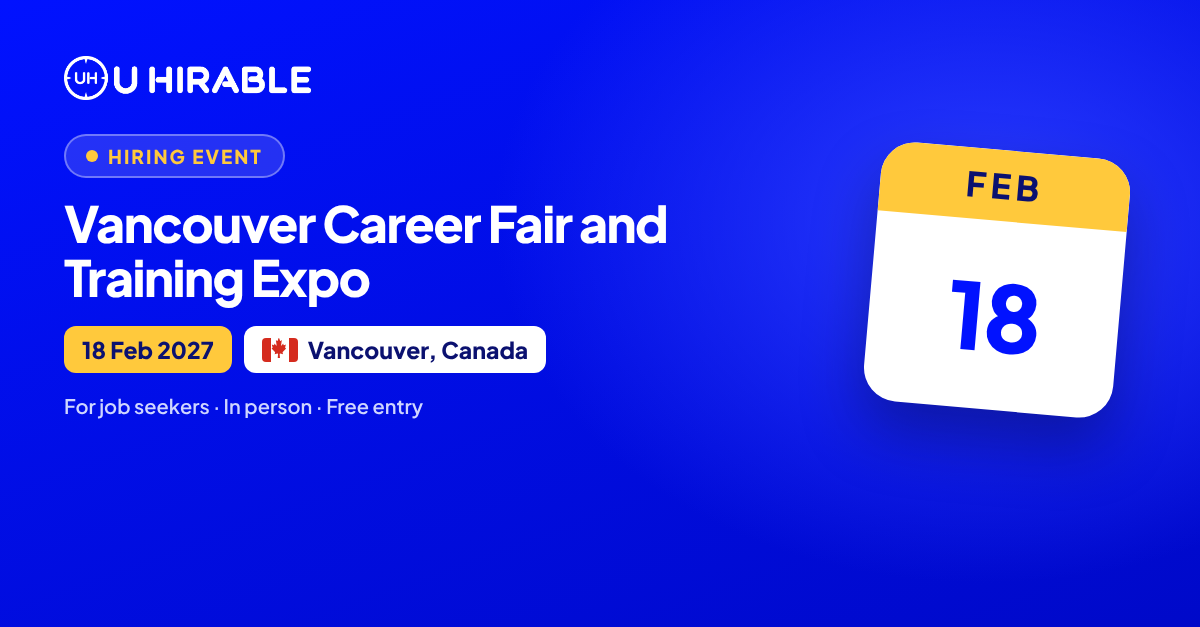 UH U HIRABLE
HIRING EVENT
Vancouver Career Fair and
Training Expo
18 Feb 2027
Vancouver, Canada
For job seekers · In person · Free entry
FEB
18